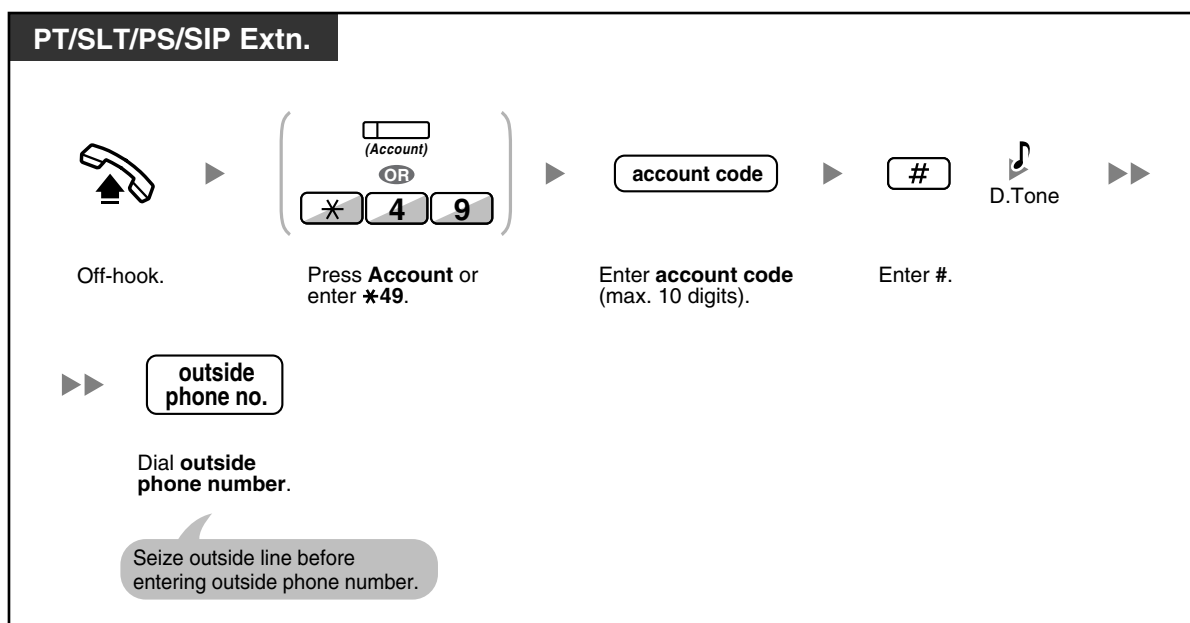 PT/SLT/PS/SIP Extn.
(Account)
OR
* 4 9
account code
#
D.Tone
Off-hook.
Press Account or
enter *49.
Enter account code
(max. 10 digits).
Enter #.
outside
phone no.
Dial outside
phone number.
Seize outside line before
entering outside phone number.